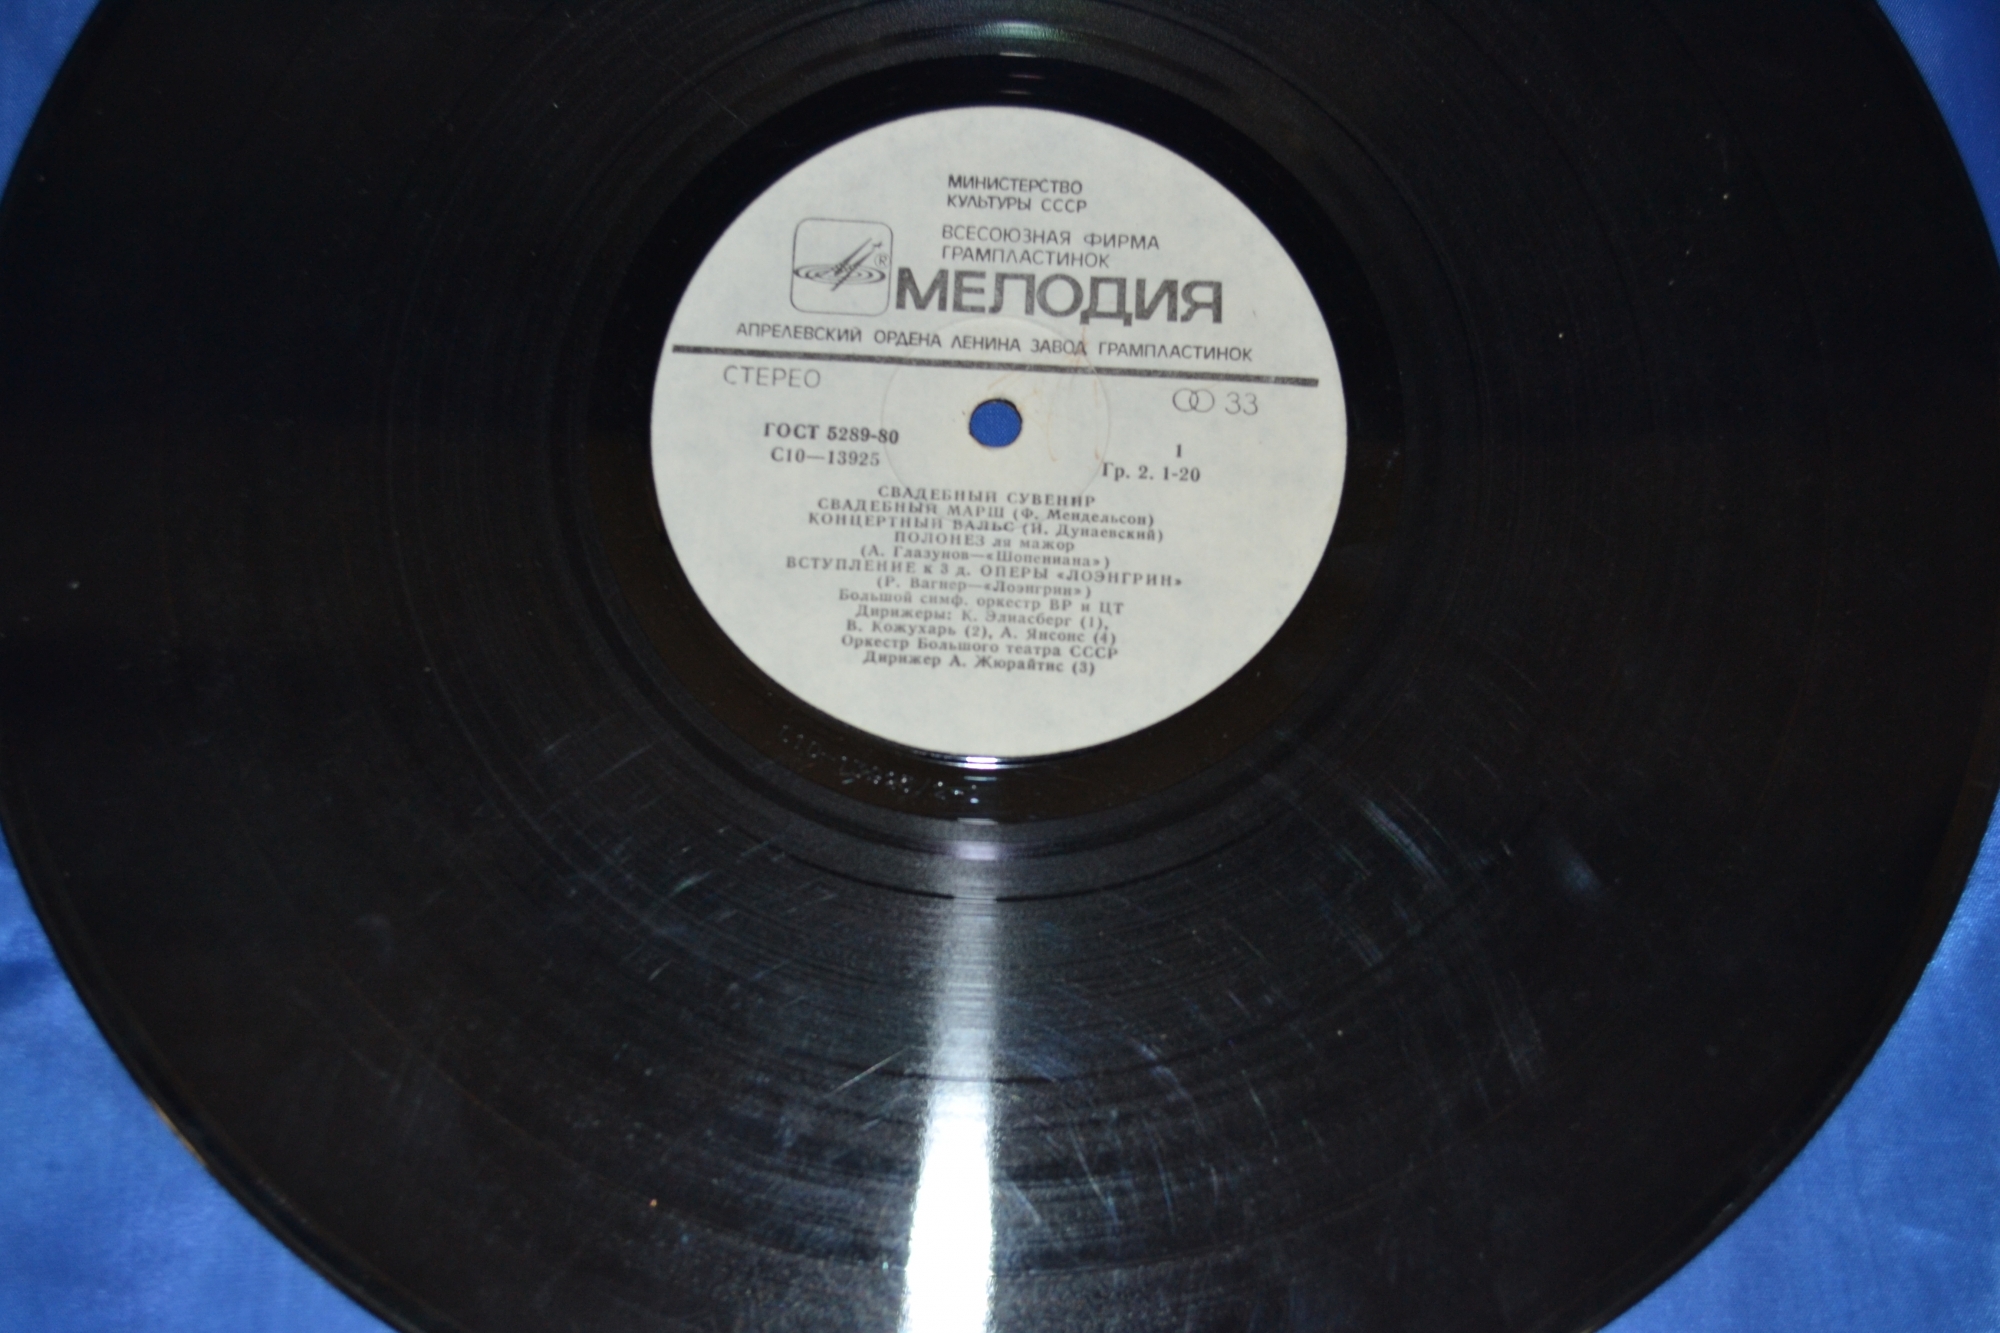 МИНИСТЕРСТВО
КУЛЬТУРЫ СССР
ВСЕСОЮЗНАЯ ФИРМА
ГРАМПЛАСТИНОК
® МЕЛОДИЯ
АПРЕЛЕВСКИЙ ОРДЕНА ЛЕНИНА ЗАВОД ГРАМПЛАСТИНОК
СТЕРЕО
33
ГОСТ 5289-80
С10—13925
I
Гр. 2. 1-20
СВАДЕБНЫЙ СУВЕНИР
СВАДЕБНЫЙ МАРШ (Ф. Мендельсон)
КОНЦЕРТНЫЙ ВАЛЬС (И. Дунаевский)
ПОЛОНЕЗ ля мажор
(А. Глазунов—«Шопениана»)
ВСТУПЛЕНИЕ к 3 д. ОПЕРЫ «ЛОЭНГРИН»
(Р. Вагнер—«Лоэнгрин»)
Большой симф. оркестр ВР и ЦТ
Дирижеры: К. Элиасберг (1),
В. Кожухарь (2), А. Янсонс (4)
Оркестр Большого театра СССР
Дирижер А. Жюрайтис (3)